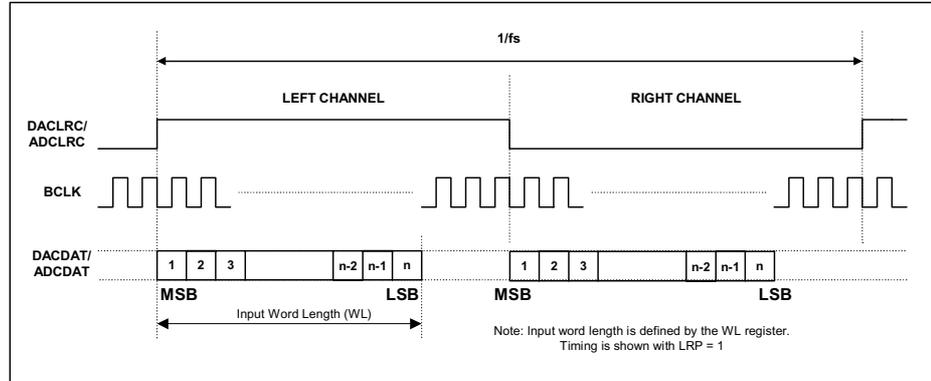 1/fs
LEFT CHANNEL
RIGHT CHANNEL
DACLRC/
ADCLRC
BCLK
DACDAT/
ADCDAT
1 2 3 n-2 n-1 n
1 2 3 n-2 n-1 n
MSB
LSB
MSB
LSB
Input Word Length (WL)
Note: Input word length is defined by the WL register.
Timing is shown with LRP = 1